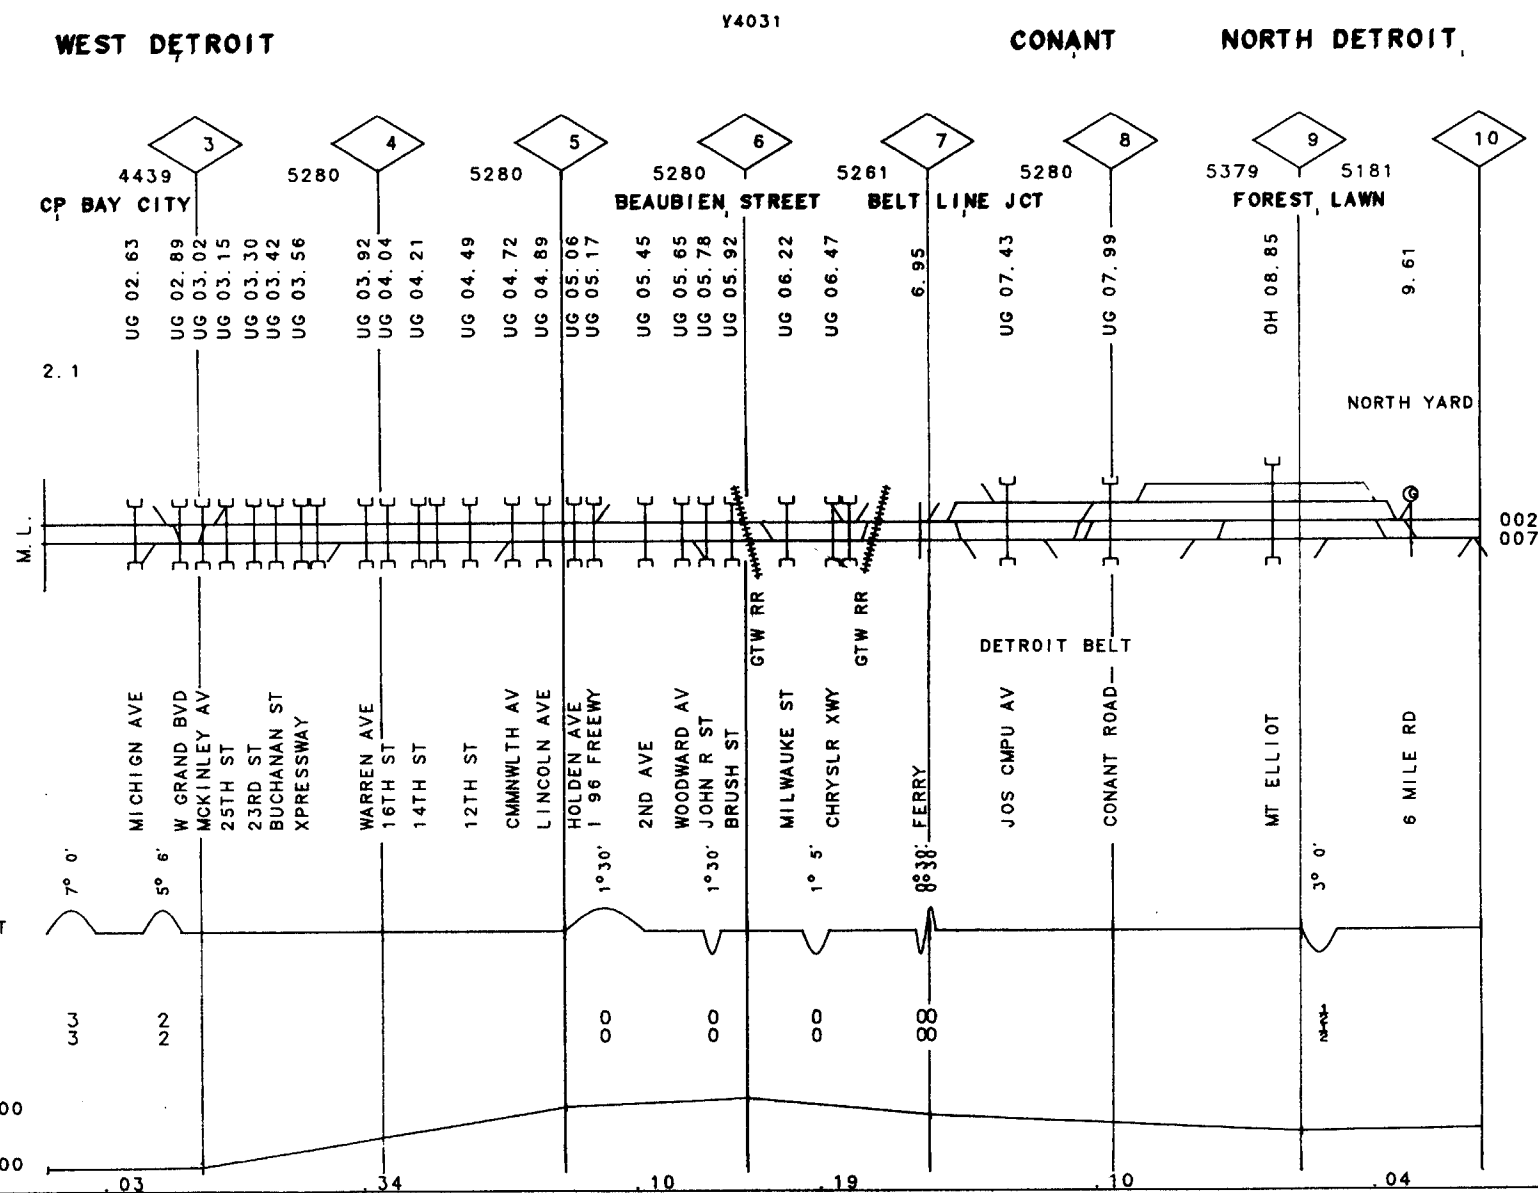 Y4031
WEST DETROIT CONANT NORTH DETROIT
3 4 5 6 7 8 9 10
4439 5280 5280 5280 5261 5280 5379 5181
CP BAY CITY BEAUBIEN STREET BELT LINE JCT FOREST LAWN
UG 02.63
UG 02.89
UG 03.02
UG 03.15
UG 03.30
UG 03.42
UG 03.56
UG 03.92
UG 04.04
UG 04.21
UG 04.49
UG 04.72
UG 04.89
UG 05.06
UG 05.17
UG 05.45
UG 05.65
UG 05.78
UG 05.92
UG 06.22
UG 06.47
6.95
UG 07.43
UG 07.99
OH 08.85
9.61
2.1
NORTH YARD
M.L.
G
002
007
GTW RR
GTW RR
DETROIT BELT
MICHIGN AVE
W GRAND BVD
MCKINLEY AV
25TH ST
23RD ST
BUCHANAN ST
XPRESSWAY
WARREN AVE
16TH ST
14TH ST
12TH ST
CMMNWLTH AV
LINCOLN AVE
HOLDEN AVE
I 96 FREEWY
2ND AVE
WOODWARD AV
JOHN R ST
BRUSH ST
MILWAUKE ST
CHRYSLR XWY
FERRY
JOS CMPU AV
CONANT ROAD
MT ELLIOT
6 MILE RD
7° 0' 5° 6' 1°30' 1°30' 1° 5' 3° 0'
T
3 2 0 0 0
3 2 0 0 0
00
00
.03 .34 .10 .19 .10 .04